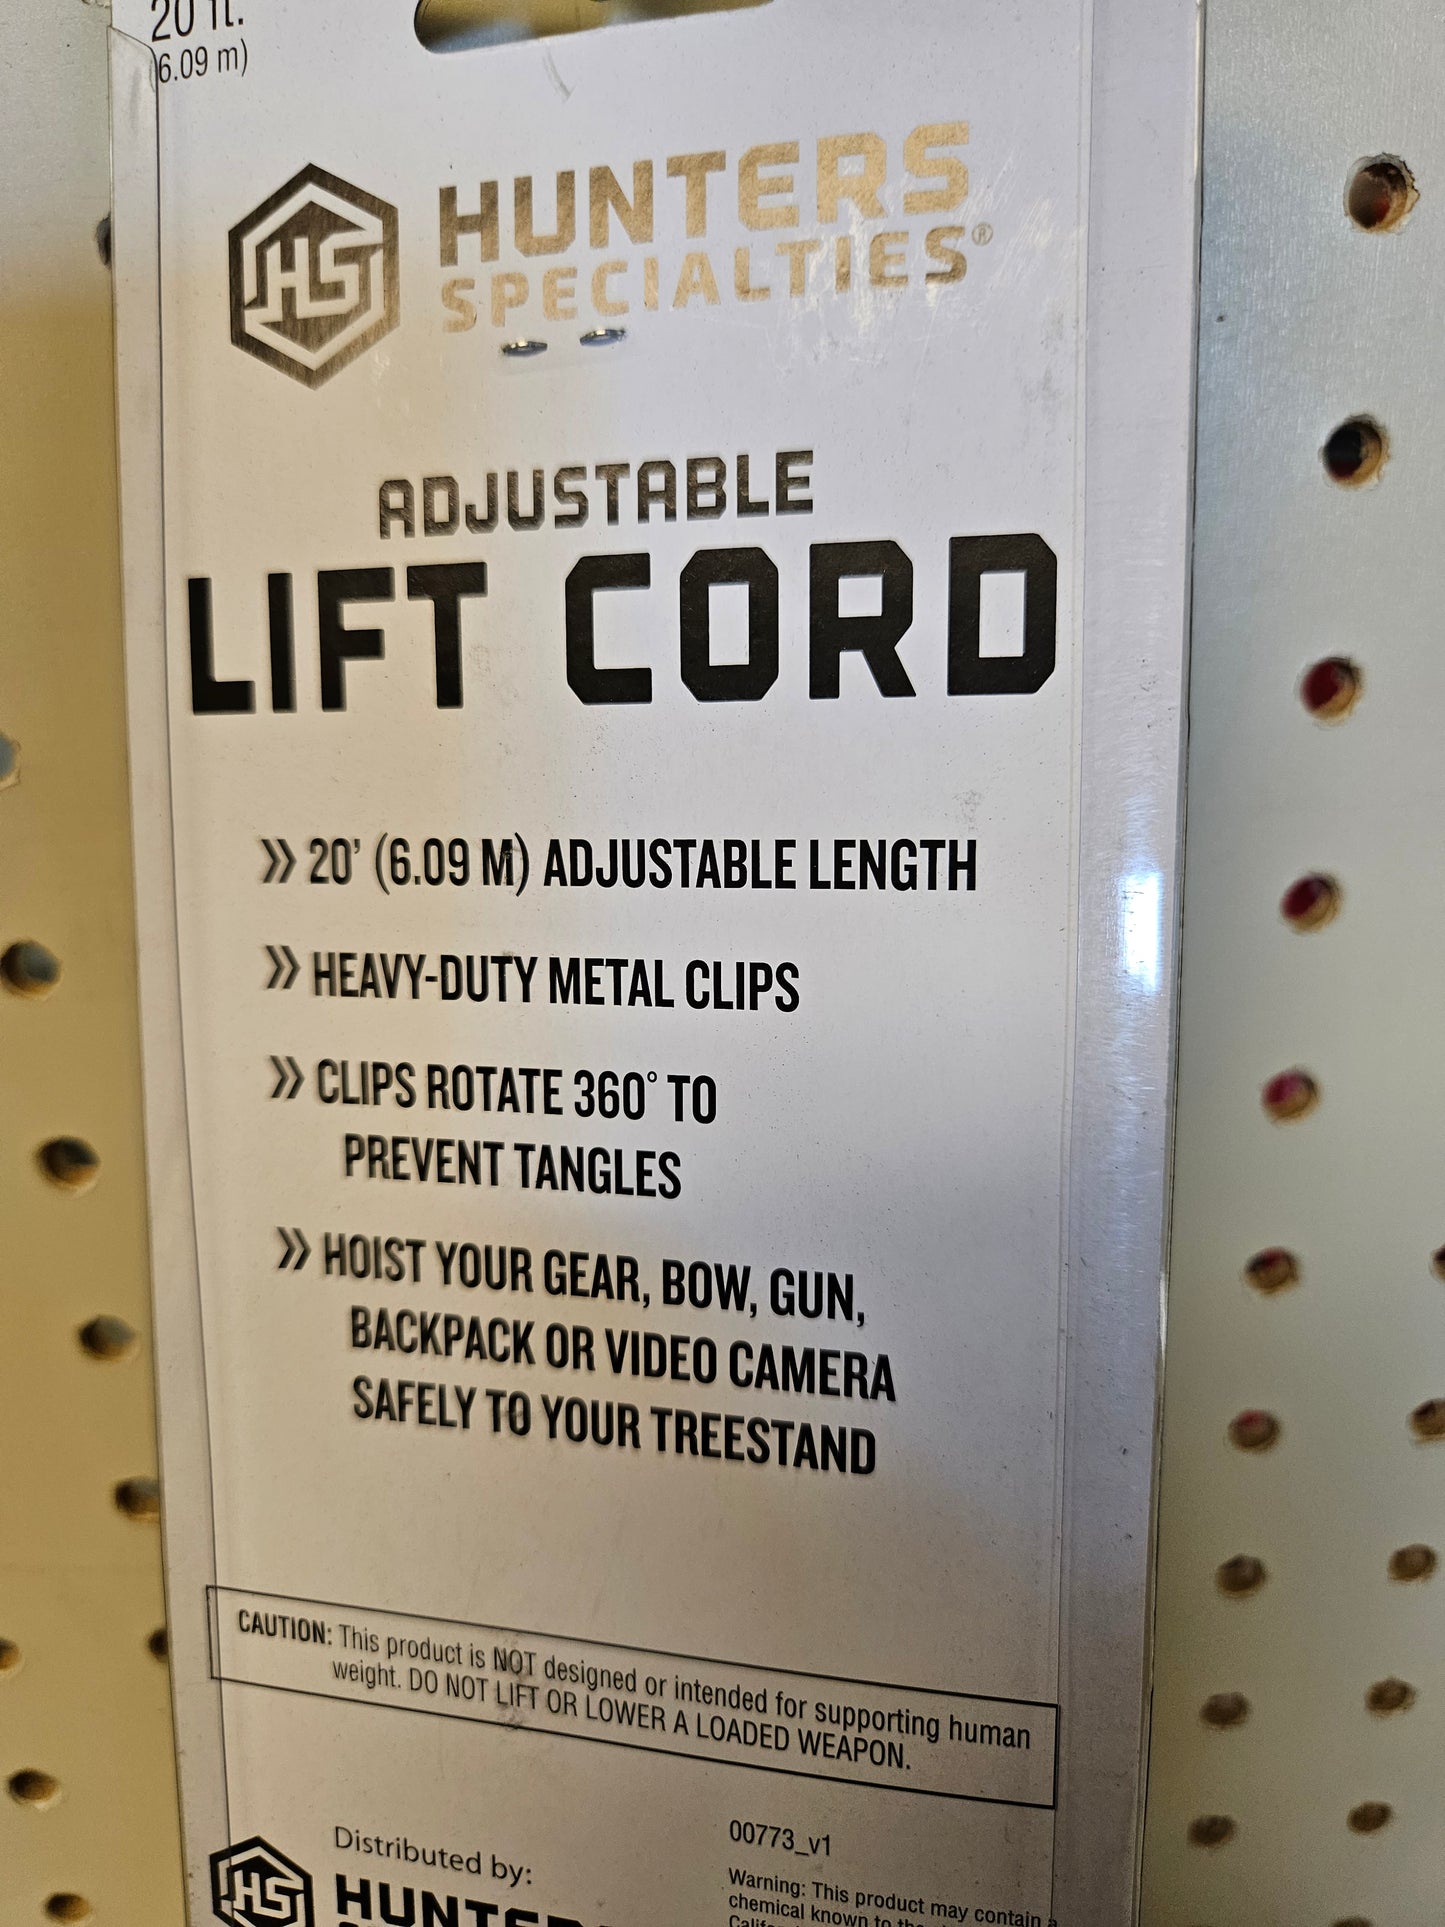 20 ft.
(6.09 m)
HS
HUNTERS
SPECIALTIES®
ADJUSTABLE
LIFT CORD
» 20' (6.09 M) ADJUSTABLE LENGTH
» HEAVY-DUTY METAL CLIPS
» CLIPS ROTATE 360° TO
PREVENT TANGLES
» HOIST YOUR GEAR, BOW, GUN,
BACKPACK OR VIDEO CAMERA
SAFELY TO YOUR TREESTAND
CAUTION: This product is NOT designed or intended for supporting human
weight. DO NOT LIFT OR LOWER A LOADED WEAPON.
Distributed by:
HS
00773_v1
Warning: This product may contain a
chemical known to